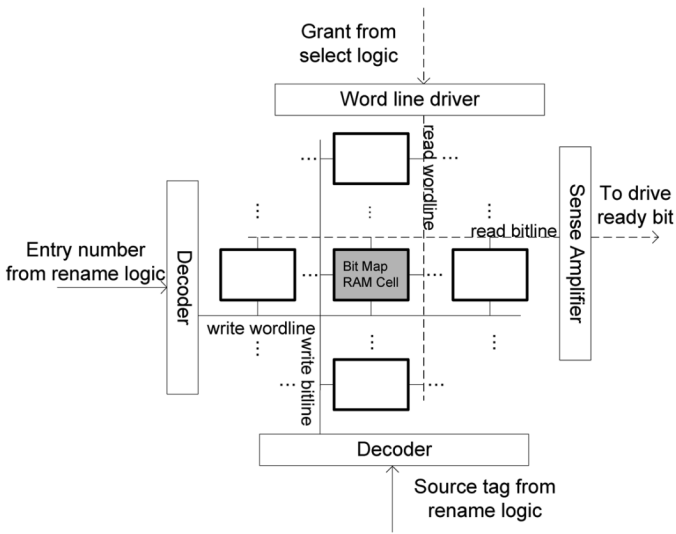 Grant from
select logic
Word line driver
read wordline
...
...
...
...
...
read bitline
Sense Amplifier
To drive
ready bit
Entry number
from rename logic
Decoder
...
Bit Map
RAM Cell
...
write wordline
write bitline
...
...
...
...
...
Decoder
Source tag from
rename logic